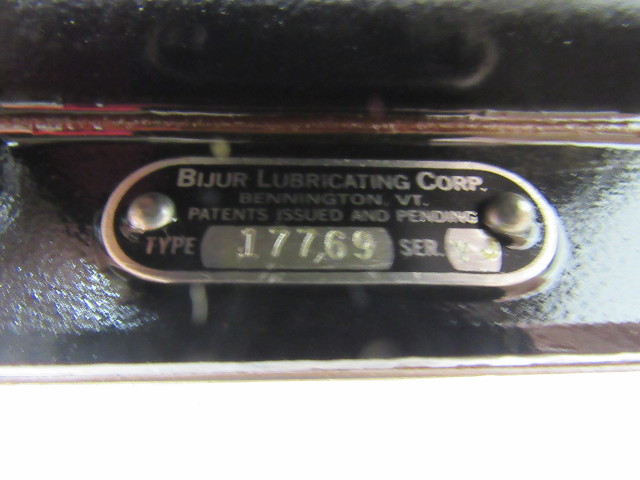 BIJUR LUBRICATING CORP.
BENNINGTON, VT.
PATENTS ISSUED AND PENDING
TYPE 17769 SER.